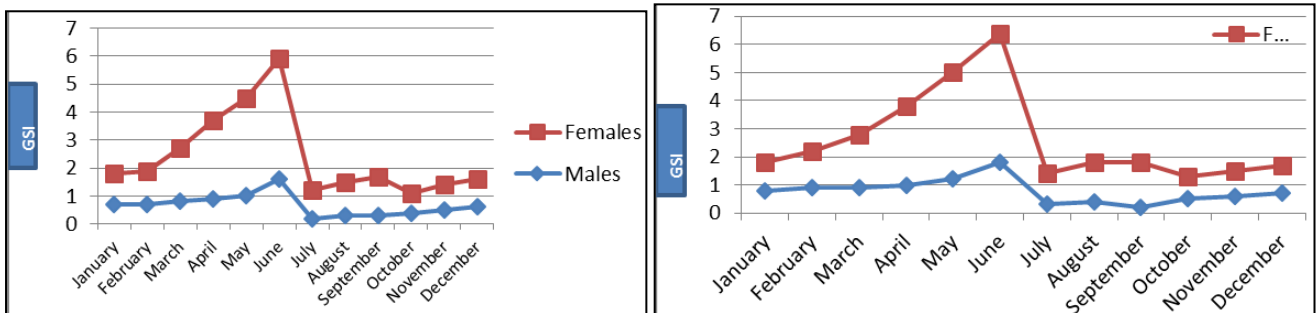 7
6
5
4
3
2
1
0
GSI
January
February
March
April
May
June
July
August
September
October
November
December
Females
Males
7
6
5
4
3
2
1
0
GSI
January
February
March
April
May
June
July
August
September
October
November
December
F...